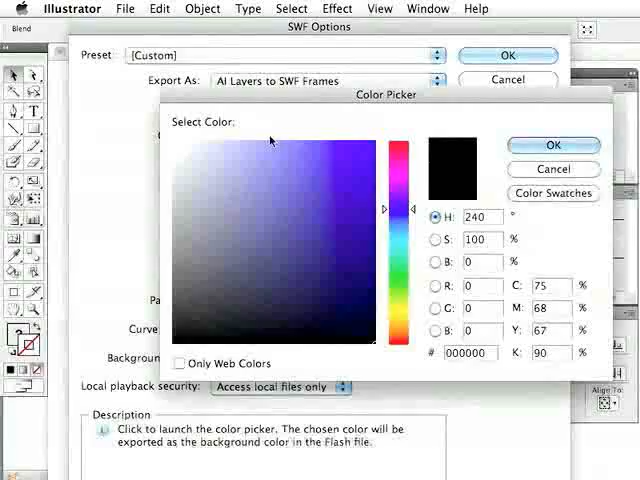 Illustrator File Edit Object Type Select Effect View Window Help
Blend
SWF Options
Preset: [Custom] OK
Export As: AI Layers to SWF Frames Cancel
Color Picker
Select Color:
OK
Cancel
Color Swatches
H: 240 °
S: 100 %
B: 0 %
R: 0 C: 75 %
G: 0 M: 68 %
B: 0 Y: 67 %
# 000000 K: 90 %
Only Web Colors
Pa
Curve
Background
Local playback security: Access local files only
Align To:
Description
Click to launch the color picker. The chosen color will be
exported as the background color in the Flash file.